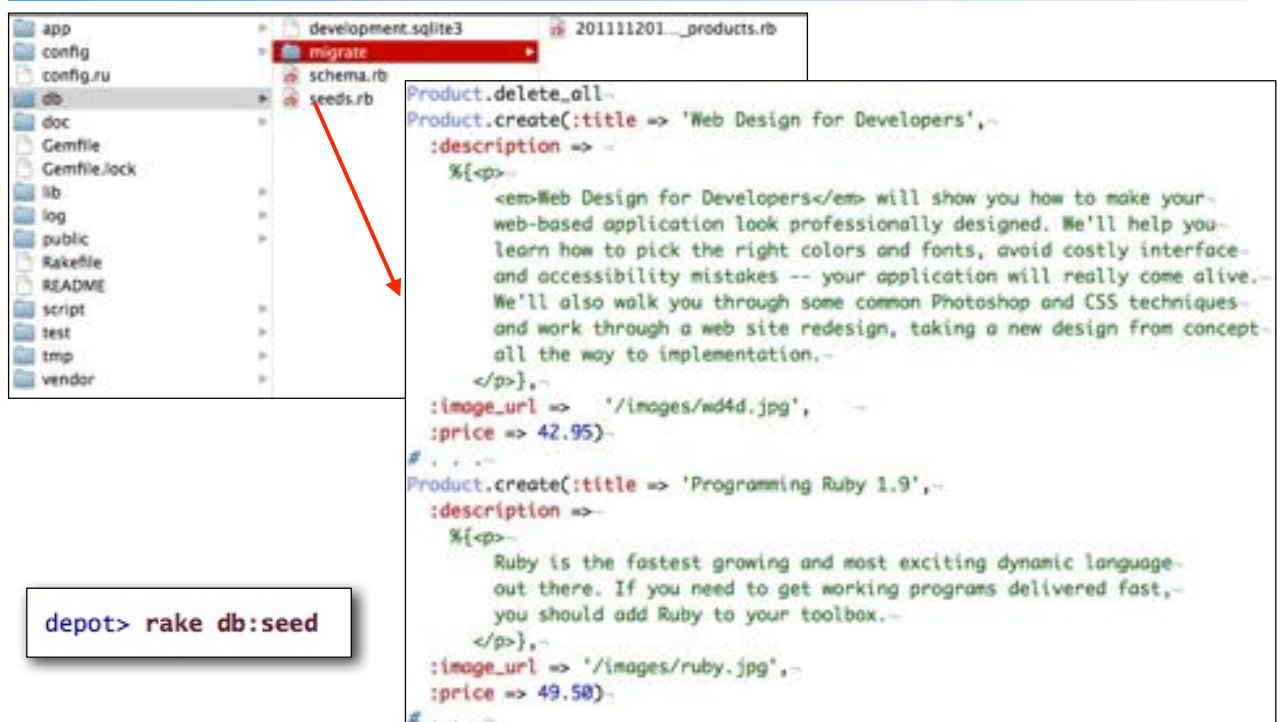 app
config
config.ru
db
doc
Gemfile
Gemfile.lock
lib
log
public
Rakefile
README
script
test
tmp
vendor
development.sqlite3
migrate
schema.rb
seeds.rb
201111201..._products.rb
Product.delete_all
Product.create(:title => 'Web Design for Developers',
:description =>
%{<p>
<em>Web Design for Developers</em> will show you how to make your
web-based application look professionally designed. We'll help you
learn how to pick the right colors and fonts, avoid costly interface
and accessibility mistakes -- your application will really come alive.
We'll also walk you through some common Photoshop and CSS techniques
and work through a web site redesign, taking a new design from concept
all the way to implementation.
</p>},
:image_url => '/images/wd4d.jpg',
:price => 42.95)
# . . .
Product.create(:title => 'Programming Ruby 1.9',
:description =>
%{<p>
Ruby is the fastest growing and most exciting dynamic language
out there. If you need to get working programs delivered fast,
you should add Ruby to your toolbox.
</p>},
:image_url => '/images/ruby.jpg',
:price => 49.50)
# . . .
depot> rake db:seed